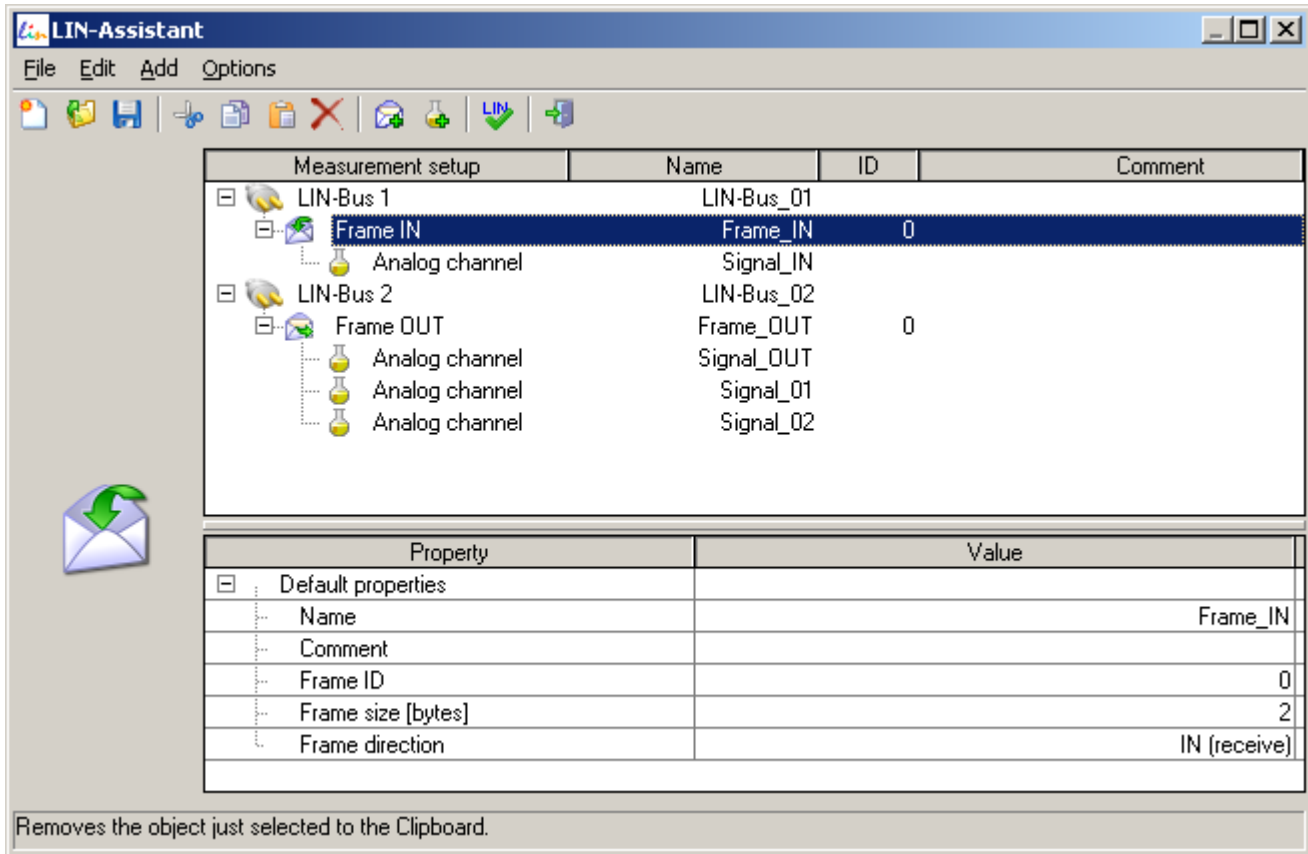 Lin LIN-Assistant
File Edit Add Options
LIN
Measurement setup Name ID Comment
LIN-Bus 1 LIN-Bus_01
Frame IN Frame_IN 0
Analog channel Signal_IN
LIN-Bus 2 LIN-Bus_02
Frame OUT Frame_OUT 0
Analog channel Signal_OUT
Analog channel Signal_01
Analog channel Signal_02
Property Value
Default properties
Name Frame_IN
Comment
Frame ID 0
Frame size [bytes] 2
Frame direction IN (receive)
Removes the object just selected to the Clipboard.